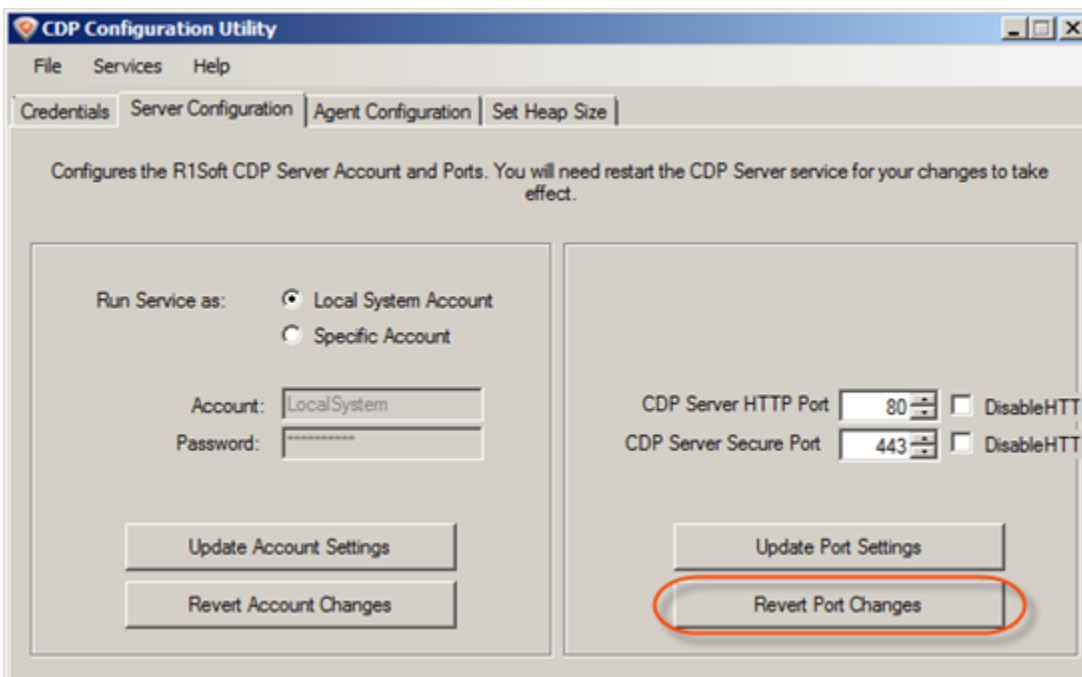 CDP Configuration Utility
File Services Help
Credentials Server Configuration Agent Configuration Set Heap Size
Configures the R1Soft CDP Server Account and Ports. You will need restart the CDP Server service for your changes to take
effect.
Run Service as: Local System Account
Specific Account
Account: LocalSystem
Password: **********
CDP Server HTTP Port 80 DisableHTT
CDP Server Secure Port 443 DisableHTT
Update Account Settings
Revert Account Changes
Update Port Settings
Revert Port Changes